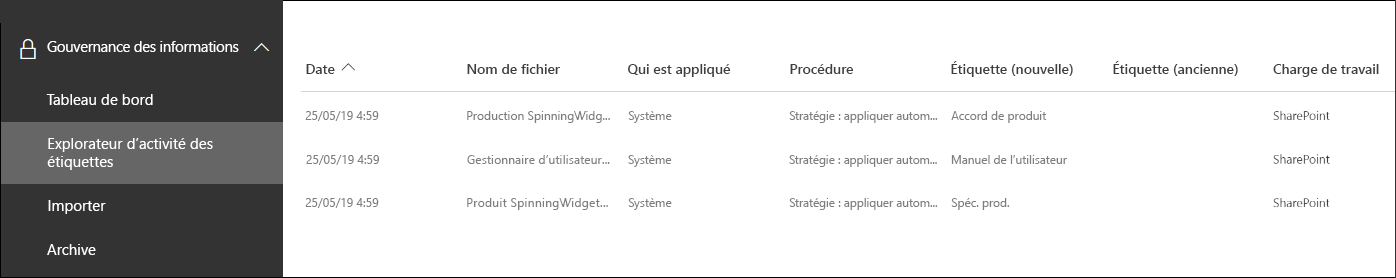 Gouvernance des informations
Tableau de bord
Explorateur d’activité des
étiquettes
Importer
Archive
Date Nom de fichier Qui est appliqué Procédure Étiquette (nouvelle) Étiquette (ancienne) Charge de travail
25/05/19 4:59 Production SpinningWidg... Système Stratégie : appliquer autom... Accord de produit SharePoint
25/05/19 4:59 Gestionnaire d’utilisateur... Système Stratégie : appliquer autom... Manuel de l’utilisateur SharePoint
25/05/19 4:59 Produit SpinningWidget... Système Stratégie : appliquer autom... Spéc. prod. SharePoint